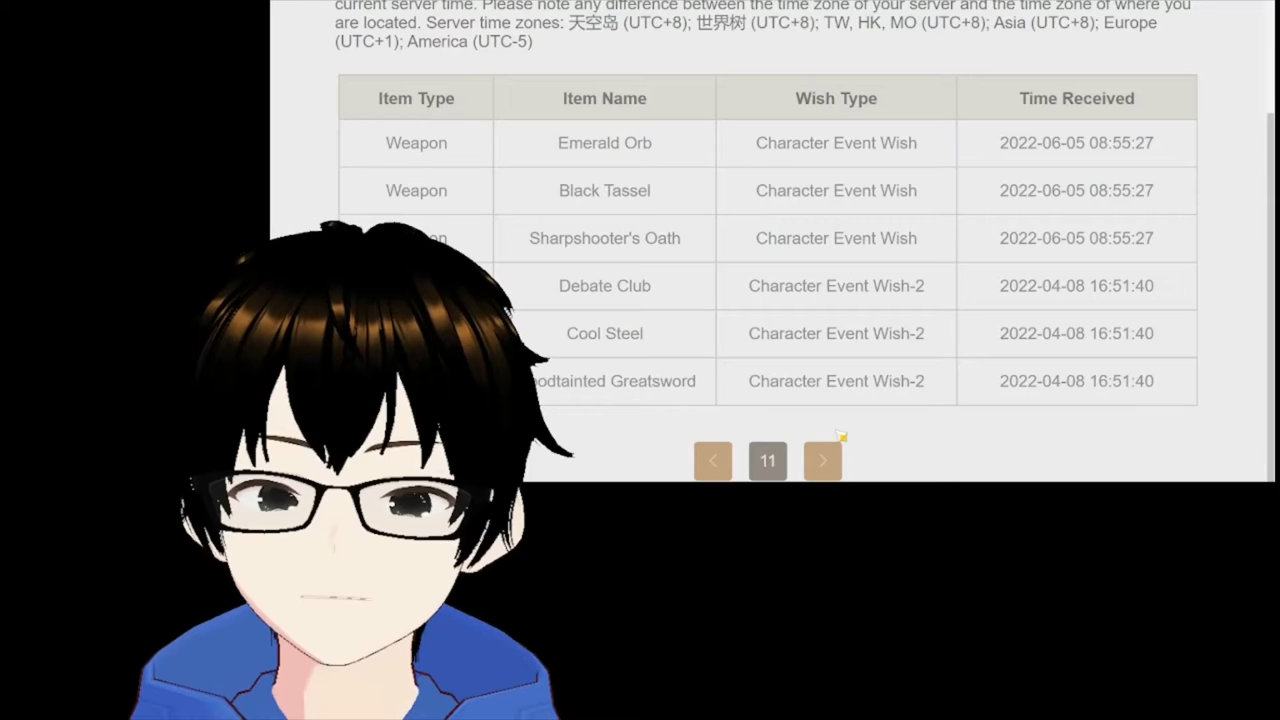 current server time. Please note any difference between the time zone of your server and the time zone of where you
are located. Server time zones: 天空岛 (UTC+8); 世界树 (UTC+8); TW, HK, MO (UTC+8); Asia (UTC+8); Europe
(UTC+1); America (UTC-5)
Item Type Item Name Wish Type Time Received
Weapon Emerald Orb Character Event Wish 2022-06-05 08:55:27
Weapon Black Tassel Character Event Wish 2022-06-05 08:55:27
on Sharpshooter's Oath Character Event Wish 2022-06-05 08:55:27
Debate Club Character Event Wish-2 2022-04-08 16:51:40
Cool Steel Character Event Wish-2 2022-04-08 16:51:40
odtainted Greatsword Character Event Wish-2 2022-04-08 16:51:40
11